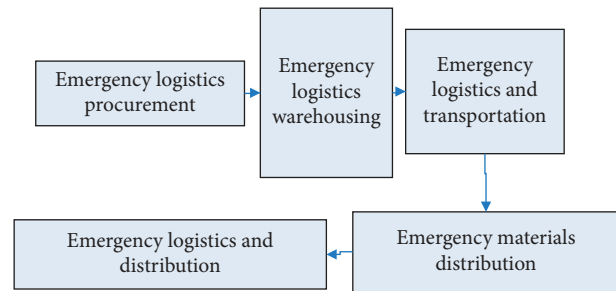 Emergency logistics
procurement
Emergency
logistics
warehousing
Emergency
logistics and
transportation
Emergency materials
distribution
Emergency logistics and
distribution